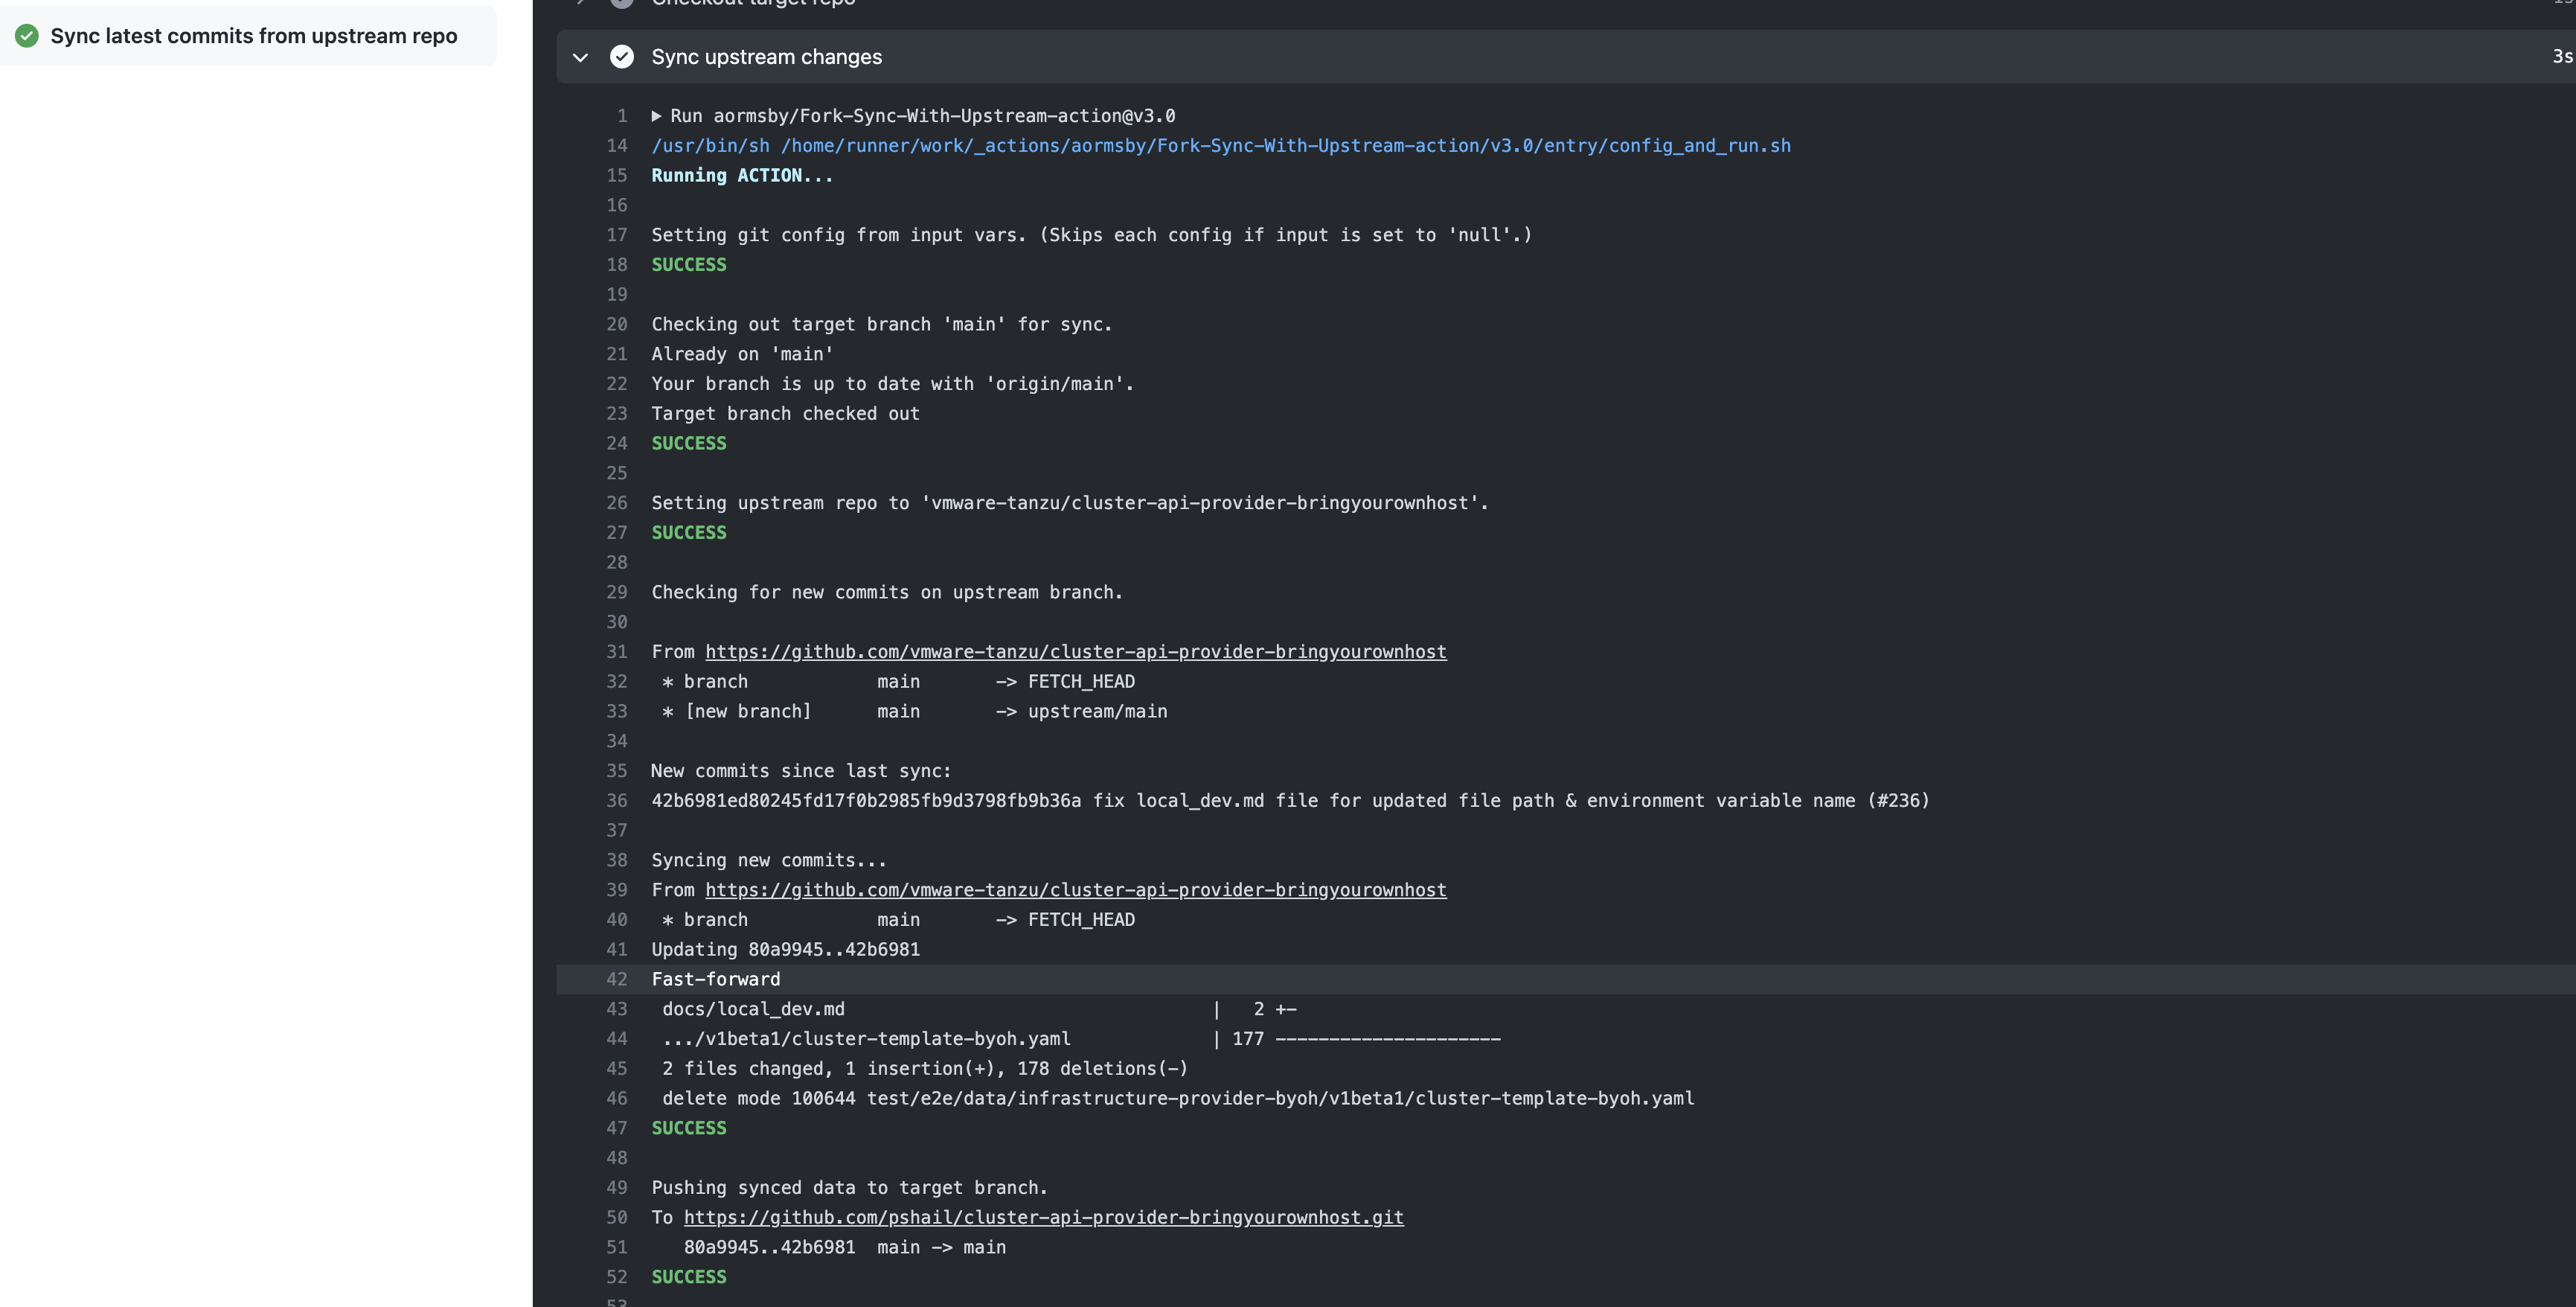 Sync latest commits from upstream repo
Checkout target repo
Sync upstream changes 3s
1 Run aormsby/Fork-Sync-With-Upstream-action@v3.0
14 /usr/bin/sh /home/runner/work/_actions/aormsby/Fork-Sync-With-Upstream-action/v3.0/entry/config_and_run.sh
15 Running ACTION...
16
17 Setting git config from input vars. (Skips each config if input is set to 'null'.)
18 SUCCESS
19
20 Checking out target branch 'main' for sync.
21 Already on 'main'
22 Your branch is up to date with 'origin/main'.
23 Target branch checked out
24 SUCCESS
25
26 Setting upstream repo to 'vmware-tanzu/cluster-api-provider-bringyourownhost'.
27 SUCCESS
28
29 Checking for new commits on upstream branch.
30
31 From https://github.com/vmware-tanzu/cluster-api-provider-bringyourownhost
32 * branch main -> FETCH_HEAD
33 * [new branch] main -> upstream/main
34
35 New commits since last sync:
36 42b6981ed80245fd17f0b2985fb9d3798fb9b36a fix local_dev.md file for updated file path & environment variable name (#236)
37
38 Syncing new commits...
39 From https://github.com/vmware-tanzu/cluster-api-provider-bringyourownhost
40 * branch main -> FETCH_HEAD
41 Updating 80a9945..42b6981
42 Fast-forward
43 docs/local_dev.md | 2 +-
44 .../v1beta1/cluster-template-byoh.yaml | 177 ---------------------
45 2 files changed, 1 insertion(+), 178 deletions(-)
46 delete mode 100644 test/e2e/data/infrastructure-provider-byoh/v1beta1/cluster-template-byoh.yaml
47 SUCCESS
48
49 Pushing synced data to target branch.
50 To https://github.com/pshail/cluster-api-provider-bringyourownhost.git
51 80a9945..42b6981 main -> main
52 SUCCESS
53